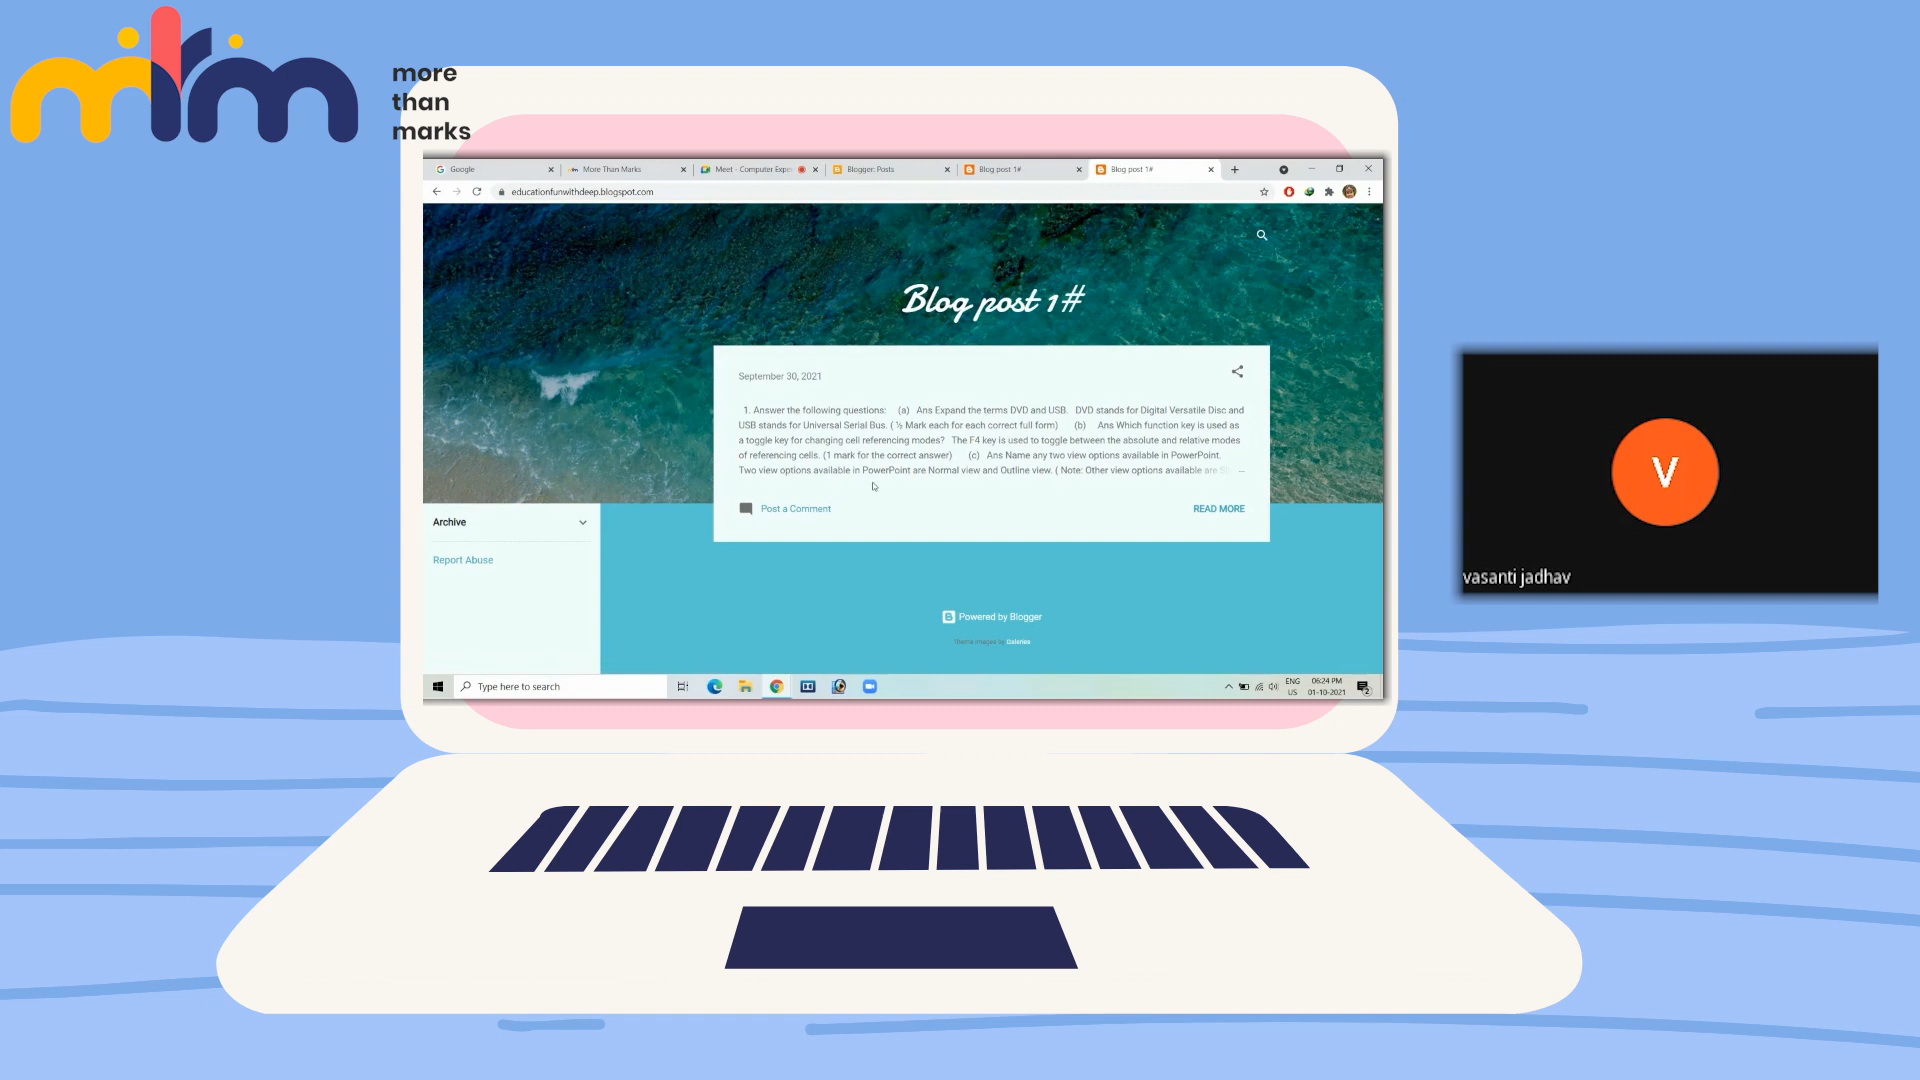 mtm
more
than
marks
Google
More Than Marks
Meet - Computer Expe
Blogger: Posts
Blog post 1#
Blog post 1#
educationfunwithdeep.blogspot.com
Blog post 1#
September 30, 2021
1. Answer the following questions: (a) Ans Expand the terms DVD and USB. DVD stands for Digital Versatile Disc and
USB stands for Universal Serial Bus. ( ½ Mark each for each correct full form) (b) Ans Which function key is used as
a toggle key for changing cell referencing modes? The F4 key is used to toggle between the absolute and relative modes
of referencing cells. (1 mark for the correct answer) (c) Ans Name any two view options available in PowerPoint.
Two view options available in PowerPoint are Normal view and Outline view. ( Note: Other view options available are
Post a Comment
READ MORE
Archive
Report Abuse
Powered by Blogger
Theme images by Galeries
Type here to search
ENG
US
06:24 PM
01-10-2021
2
V
vasanti jadhav